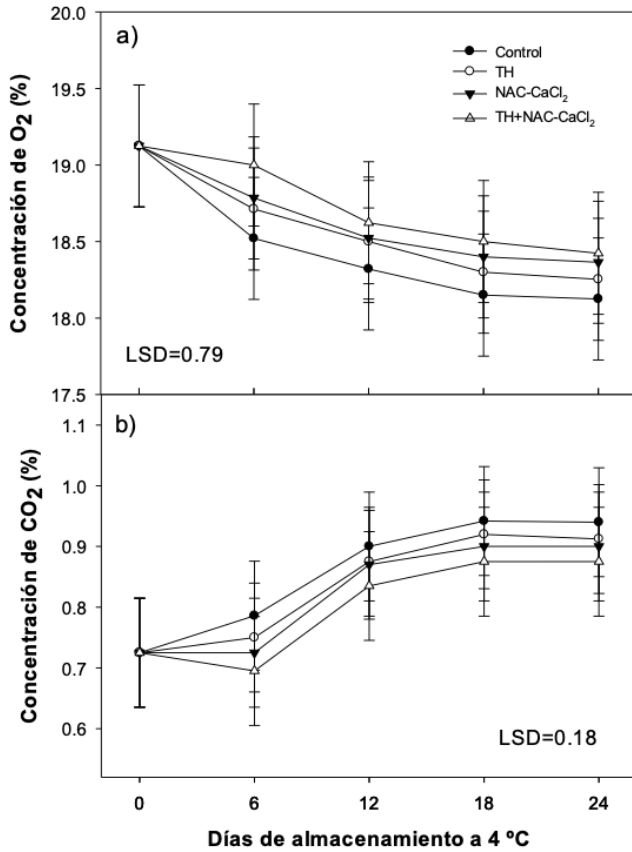 a)
Control
TH
NAC-CaCl2
TH+NAC-CaCl2
Concentración de O2 (%)
20.0
19.5
19.0
18.5
18.0
17.5
LSD=0.79
b)
Concentración de CO2 (%)
1.1
1.0
0.9
0.8
0.7
0.6
LSD=0.18
0 6 12 18 24
Días de almacenamiento a 4 ºC